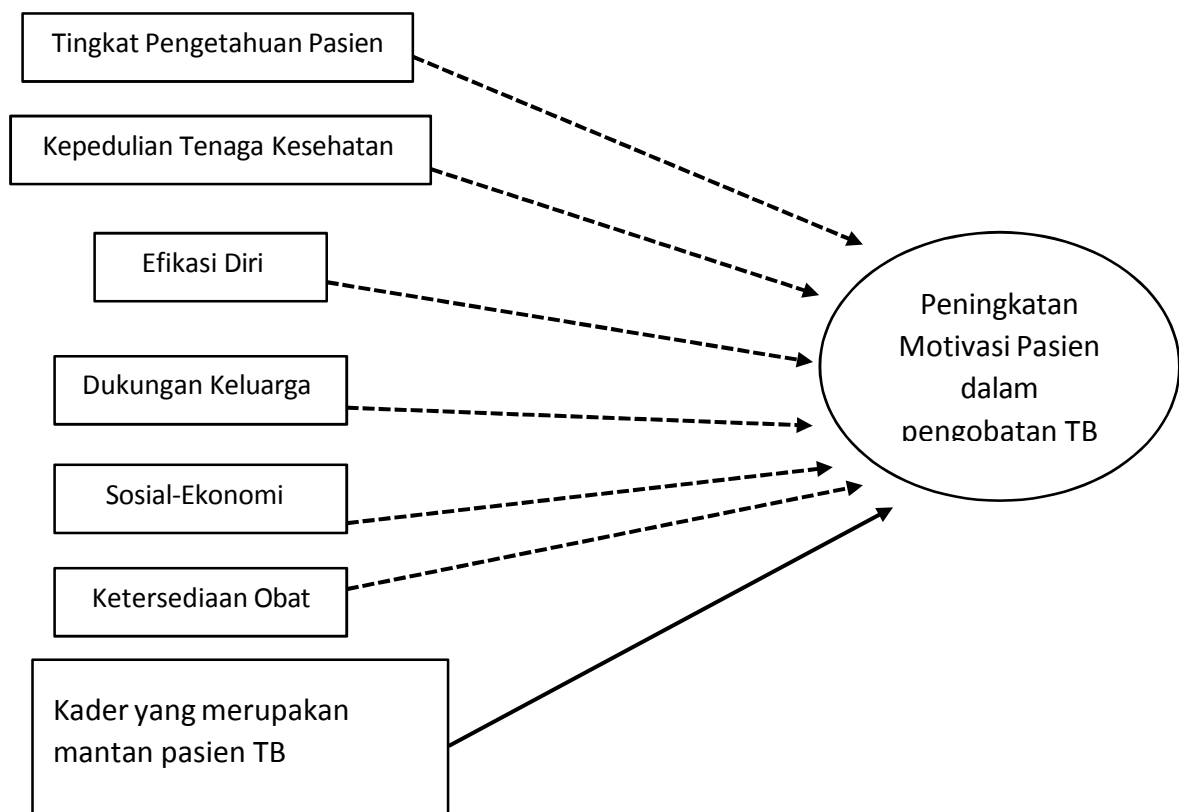 Tingkat Pengetahuan Pasien
Kepedulian Tenaga Kesehatan
Efikasi Diri
Dukungan Keluarga
Sosial-Ekonomi
Ketersediaan Obat
Kader yang merupakan
mantan pasien TB
Peningkatan
Motivasi Pasien
dalam
pengobatan TB